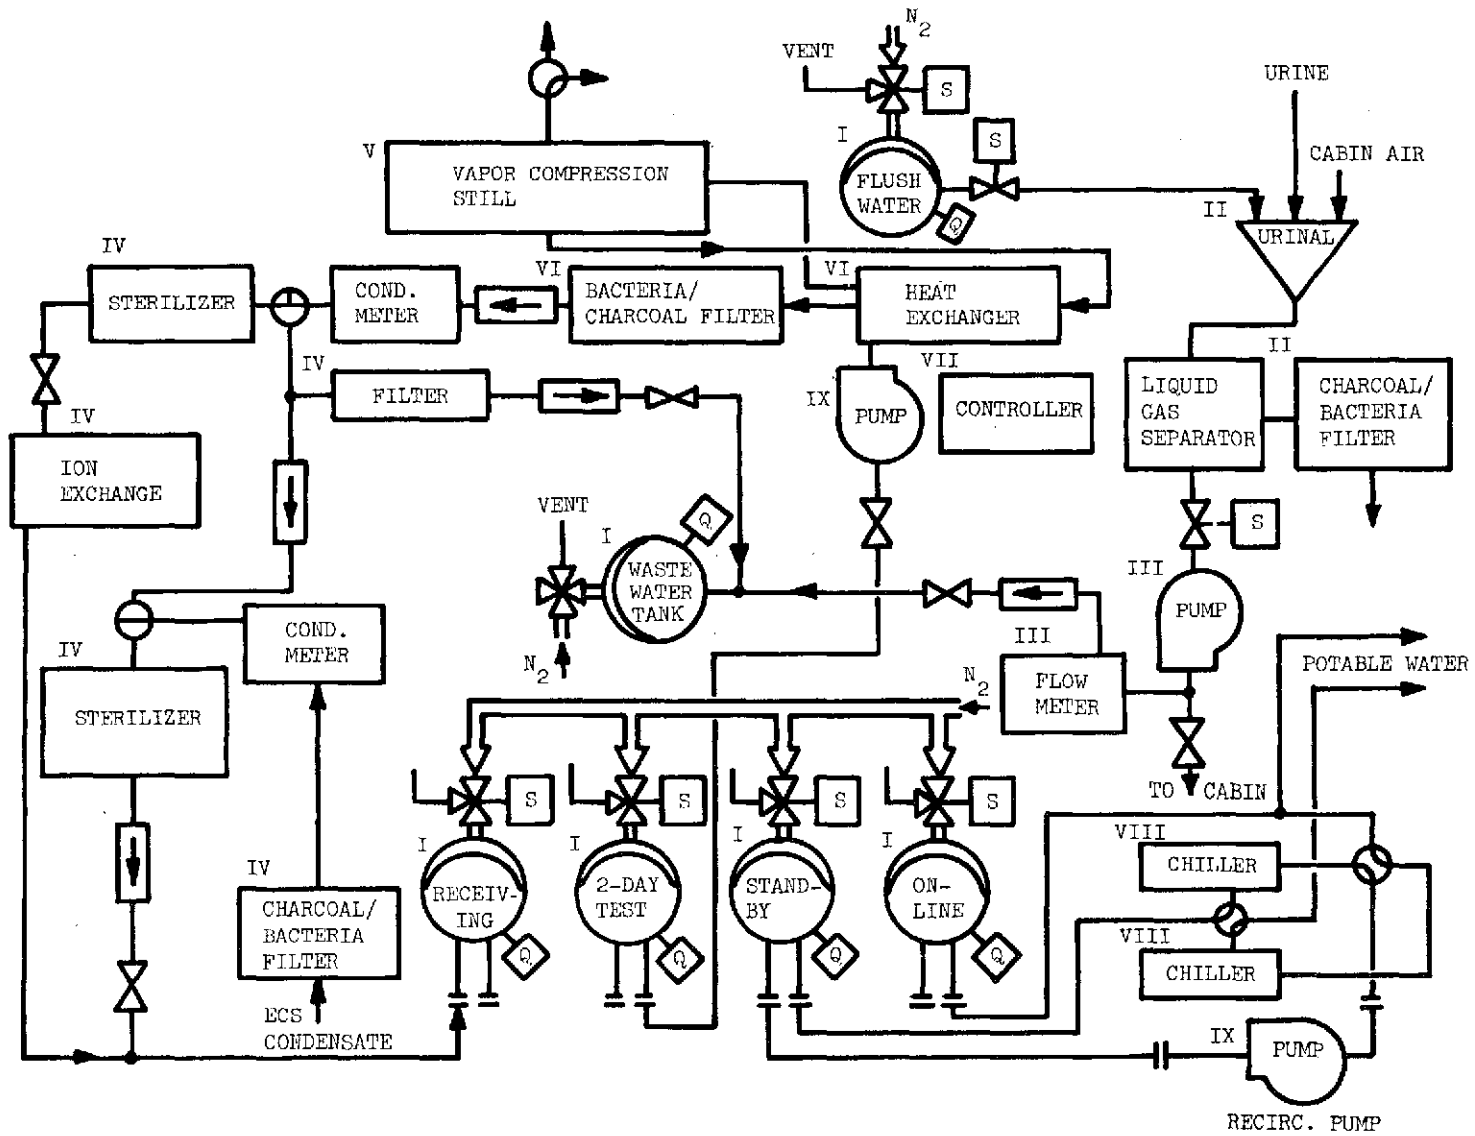 N2
VENT
S
URINE
I
S
CABIN AIR
V
VAPOR COMPRESSION
STILL
FLUSH
WATER
Q
II
URINAL
IV
STERILIZER
COND.
METER
VI
BACTERIA/
CHARCOAL FILTER
VI
HEAT
EXCHANGER
IV
FILTER
VII
CONTROLLER
IX
PUMP
II
LIQUID
GAS
SEPARATOR
CHARCOAL/
BACTERIA
FILTER
IV
ION
EXCHANGE
VENT
I
Q
WASTE
WATER
TANK
N2
S
III
PUMP
III
FLOW
METER
N2
TO CABIN
POTABLE WATER
COND.
METER
IV
STERILIZER
S
S
S
S
I
RECEIV-
ING
Q
I
2-DAY
TEST
Q
I
STAND-
BY
Q
I
ON-
LINE
Q
VIII
CHILLER
VIII
CHILLER
IV
CHARCOAL/
BACTERIA
FILTER
ECS
CONDENSATE
IX
PUMP
RECIRC. PUMP